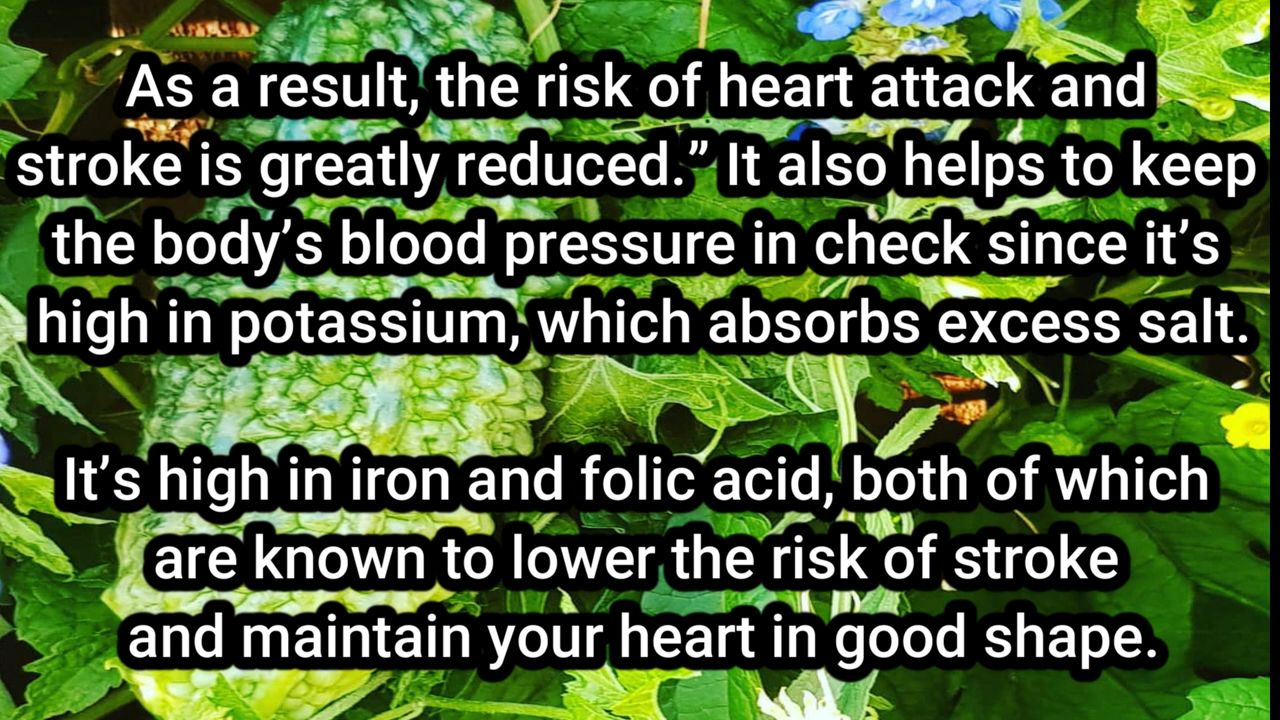 As a result, the risk of heart attack and
stroke is greatly reduced.” It also helps to keep
the body’s blood pressure in check since it’s
high in potassium, which absorbs excess salt.
It’s high in iron and folic acid, both of which
are known to lower the risk of stroke
and maintain your heart in good shape.